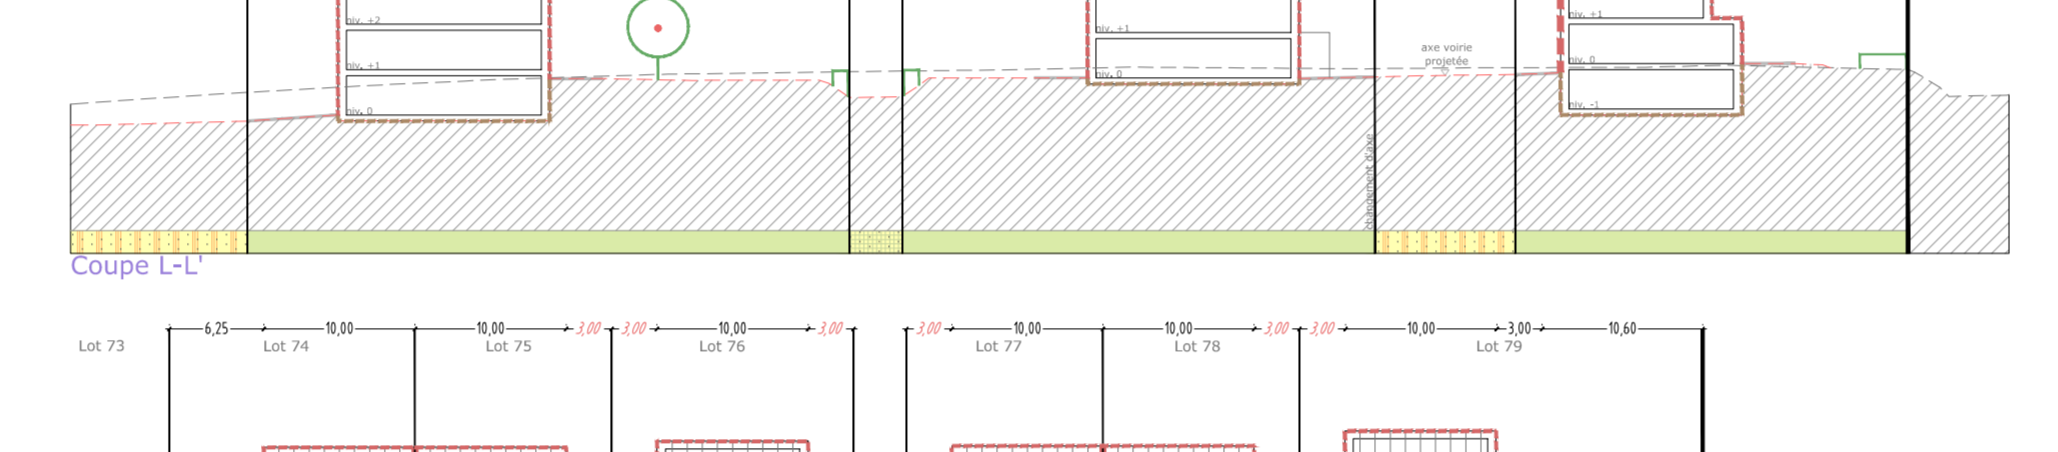 niv. +2
niv. +1
niv. 0
niv. +1
niv. 0
axe voirie
projetée
changement d'axe
niv. +1
niv. 0
niv. -1
Coupe L-L'
6,25 10,00 10,00 3,00 3,00 10,00 3,00 3,00 10,00 10,00 3,00 3,00 10,00 3,00 10,60
Lot 73 Lot 74 Lot 75 Lot 76 Lot 77 Lot 78 Lot 79